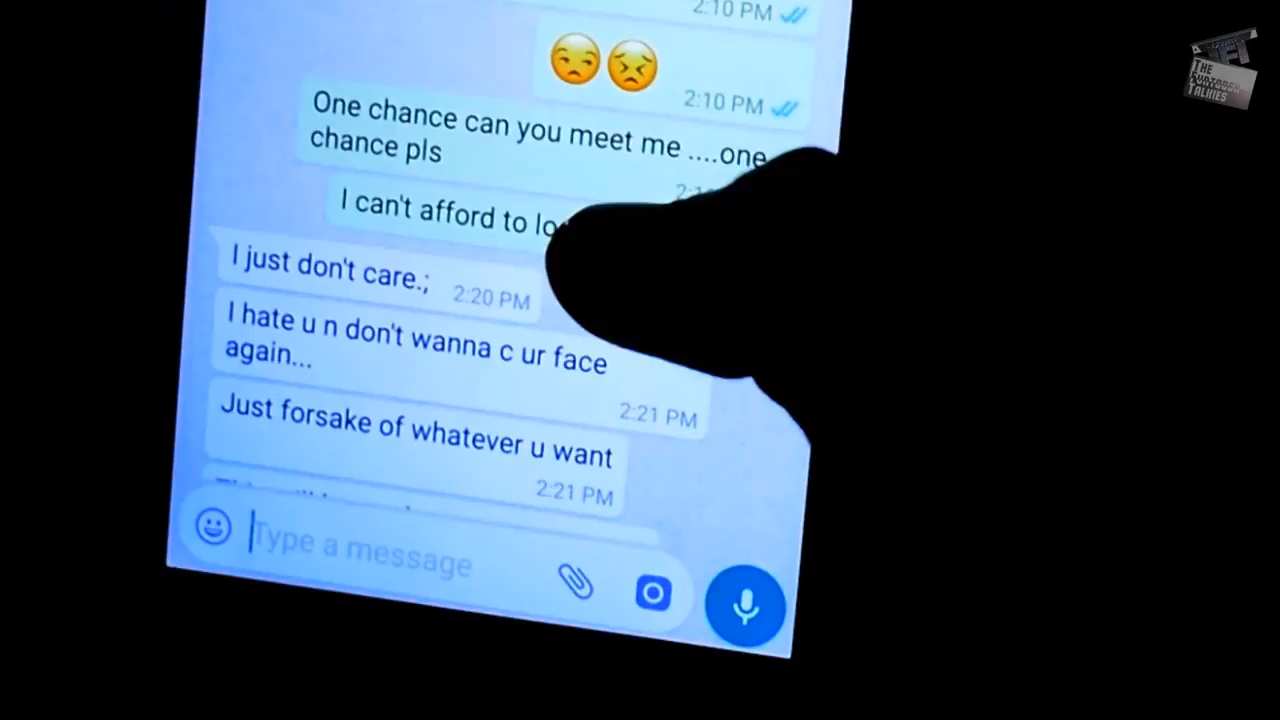 2:10 PM
2:10 PM
One chance can you meet me ....one
chance pls
I can't afford to
I just don't care.;
2:20 PM
I hate u n don't wanna c ur face
again...
2:21 PM
Just forsake of whatever u want
2:21 PM
Type a message
THE
TALKIES